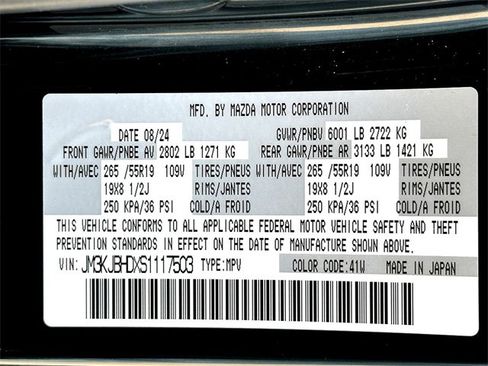 MFD. BY MAZDA MOTOR CORPORATION
DATE 08/24 GVWR/PNBV 6001 LB 2722 KG
FRONT GAWR/PNBE AV 2802 LB 1271 KG REAR GAWR/PNBE AR 3133 LB 1421 KG
WITH/AVEC 265 /55R19 109V TIRES/PNEUS WITH/AVEC 265 /55R19 109V TIRES/PNEUS
19X8 1/2J RIMS/JANTES 19X8 1/2J RIMS/JANTES
250 KPA/36 PSI COLD/A FROID 250 KPA/36 PSI COLD/A FROID
THIS VEHICLE CONFORMS TO ALL APPLICABLE FEDERAL MOTOR VEHICLE SAFETY AND THEFT
PREVENTION STANDARDS IN EFFECT ON THE DATE OF MANUFACTURE SHOWN ABOVE.
VIN: JM3KJBHDXS1117503 TYPE:MPV COLOR CODE:41W MADE IN JAPAN